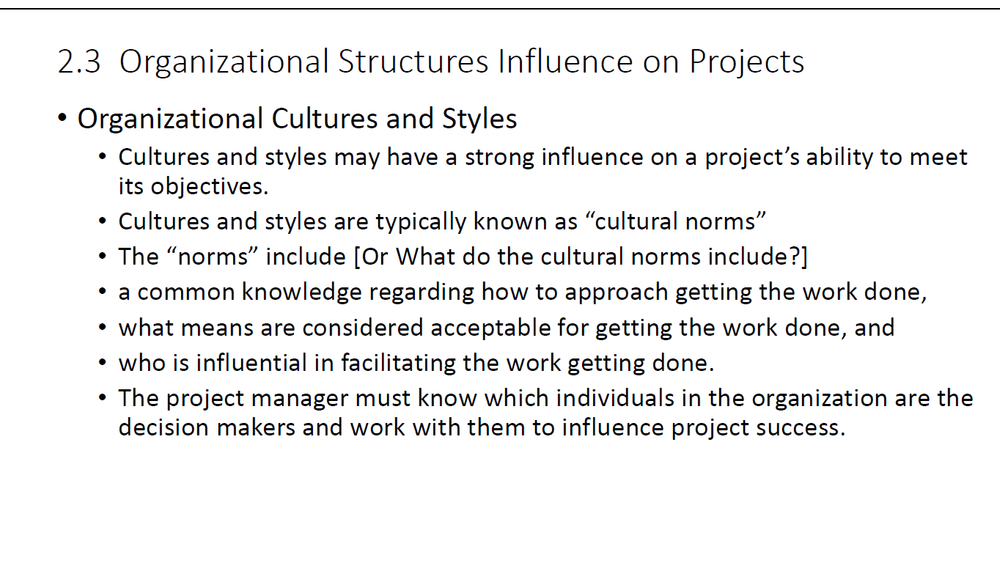 2.3 Organizational Structures Influence on Projects
• Organizational Cultures and Styles
• Cultures and styles may have a strong influence on a project’s ability to meet
its objectives.
• Cultures and styles are typically known as “cultural norms”
• The “norms” include [Or What do the cultural norms include?]
• a common knowledge regarding how to approach getting the work done,
• what means are considered acceptable for getting the work done, and
• who is influential in facilitating the work getting done.
• The project manager must know which individuals in the organization are the
decision makers and work with them to influence project success.